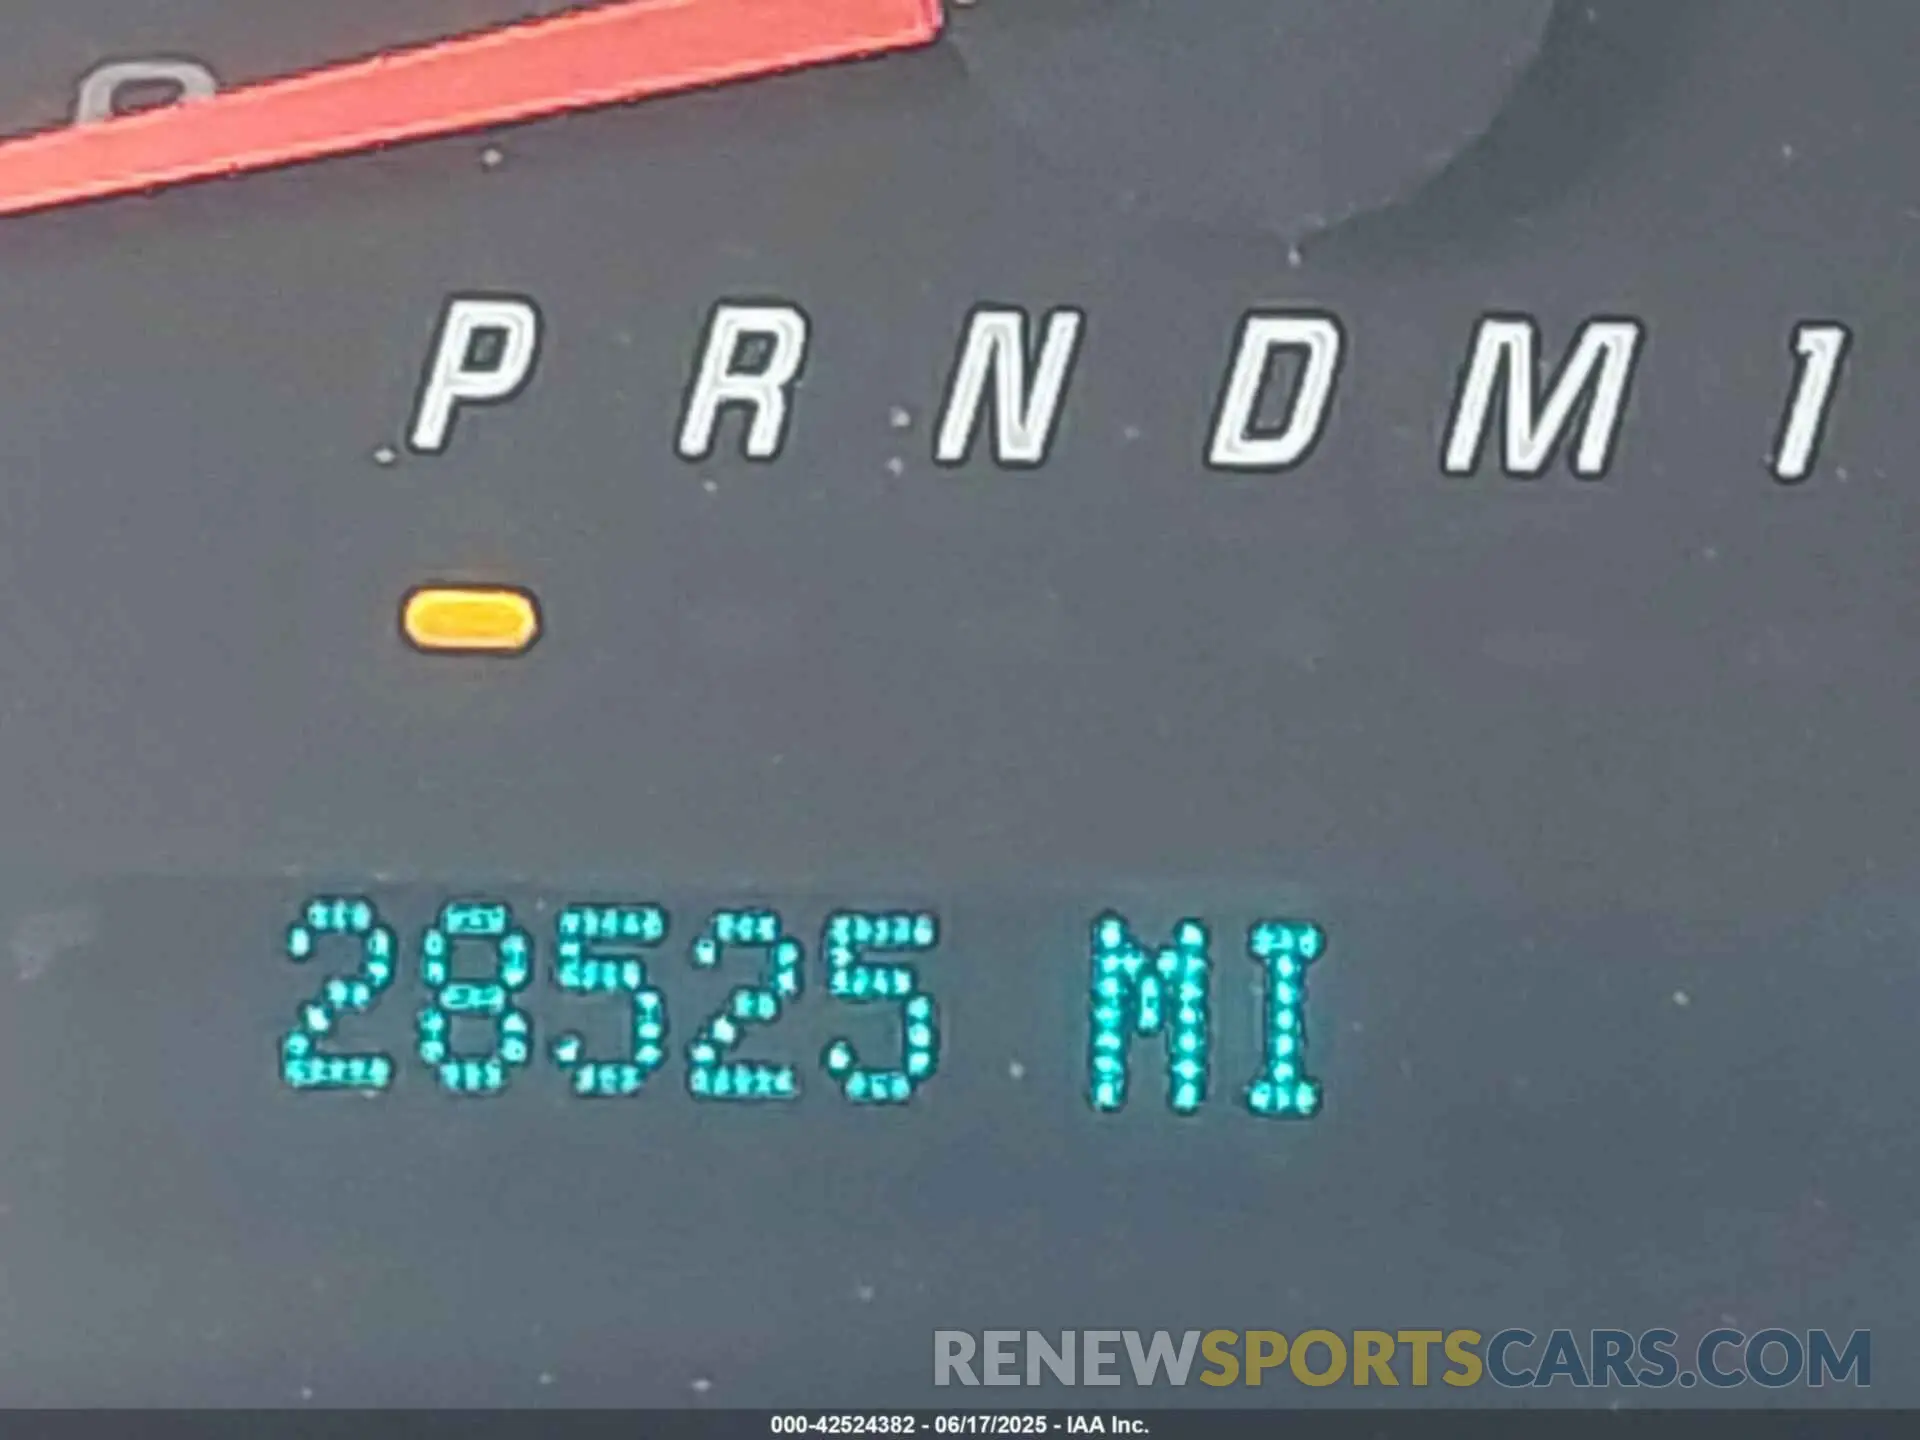 P R N D M 1
28525 MI
RENEWSPORTSCARS.COM
000-42524382 - 06/17/2025 - IAA Inc.